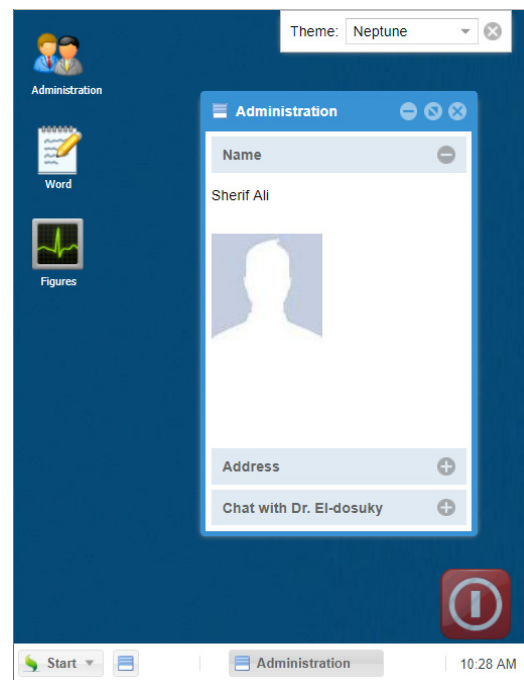 Theme: Neptune
Administration
Word
Figures
Administration
Name
Sherif Ali
Address
Chat with Dr. El-dosuky
Start
Administration
10:28 AM